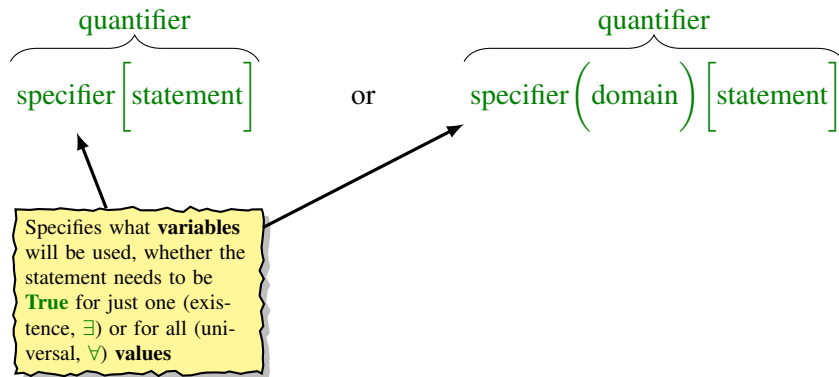 quantifier quantifier
specifier [statement] or specifier (domain) [statement]
Specifies what variables
will be used, whether the
statement needs to be
True for just one (exis-
tence, ∃) or for all (uni-
versal, ∀) values